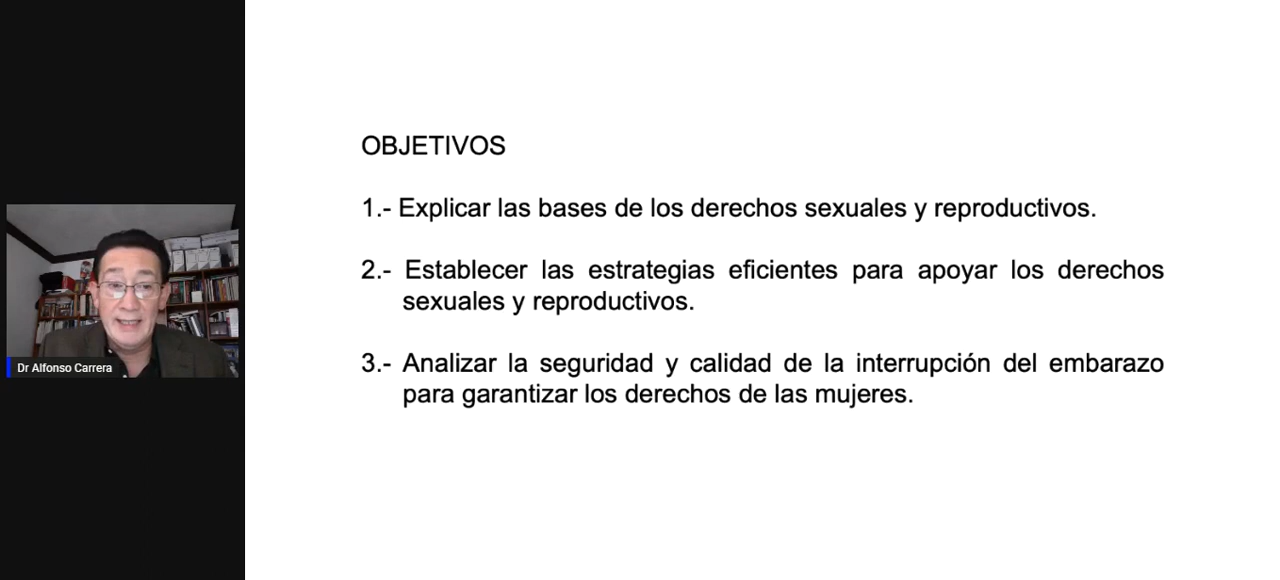 OBJETIVOS
1.- Explicar las bases de los derechos sexuales y reproductivos.
2.- Establecer las estrategias eficientes para apoyar los derechos
sexuales y reproductivos.
3.- Analizar la seguridad y calidad de la interrupción del embarazo
para garantizar los derechos de las mujeres.
Dr Alfonso Carrera